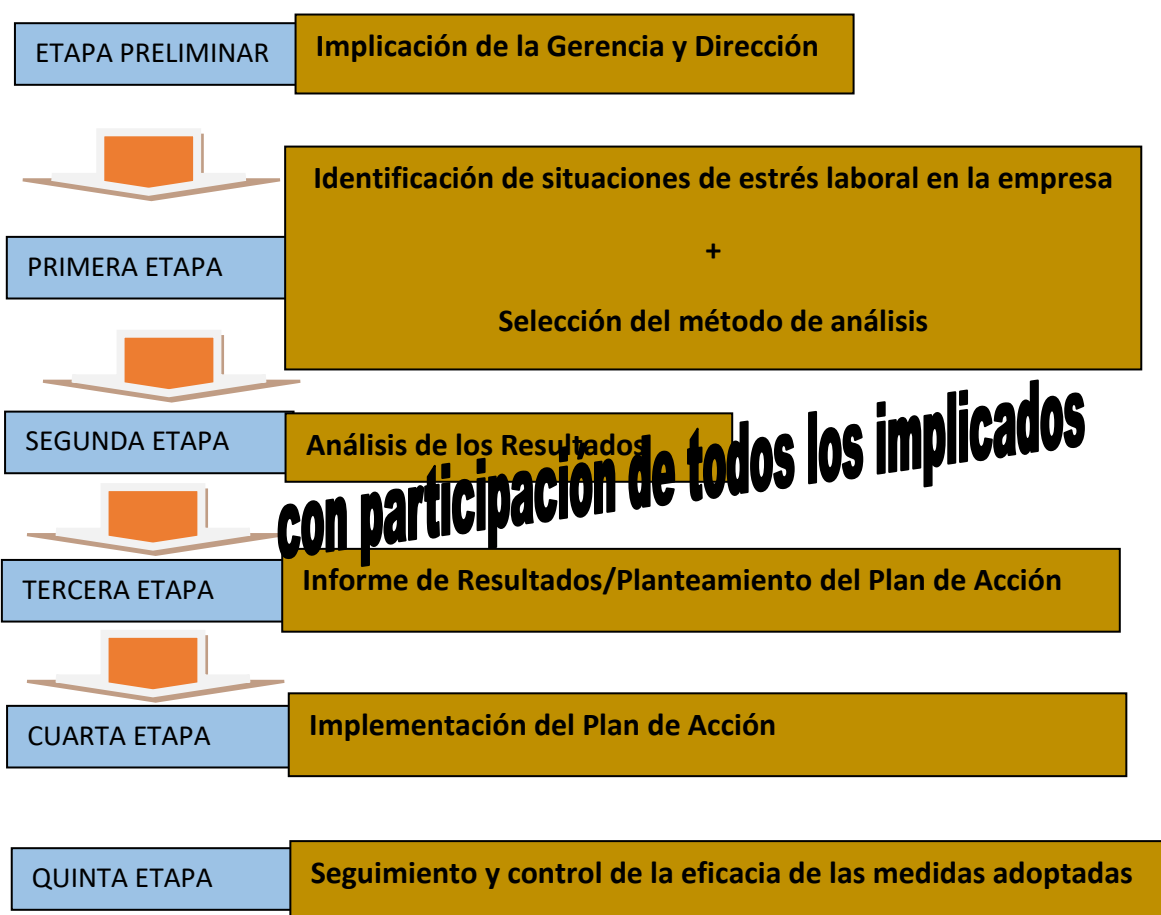 ETAPA PRELIMINAR
Implicación de la Gerencia y Dirección
Identificación de situaciones de estrés laboral en la empresa
+
PRIMERA ETAPA
Selección del método de análisis
SEGUNDA ETAPA
Análisis de los Resultados
con participación de todos los implicados
TERCERA ETAPA
Informe de Resultados/Planteamiento del Plan de Acción
CUARTA ETAPA
Implementación del Plan de Acción
QUINTA ETAPA
Seguimiento y control de la eficacia de las medidas adoptadas